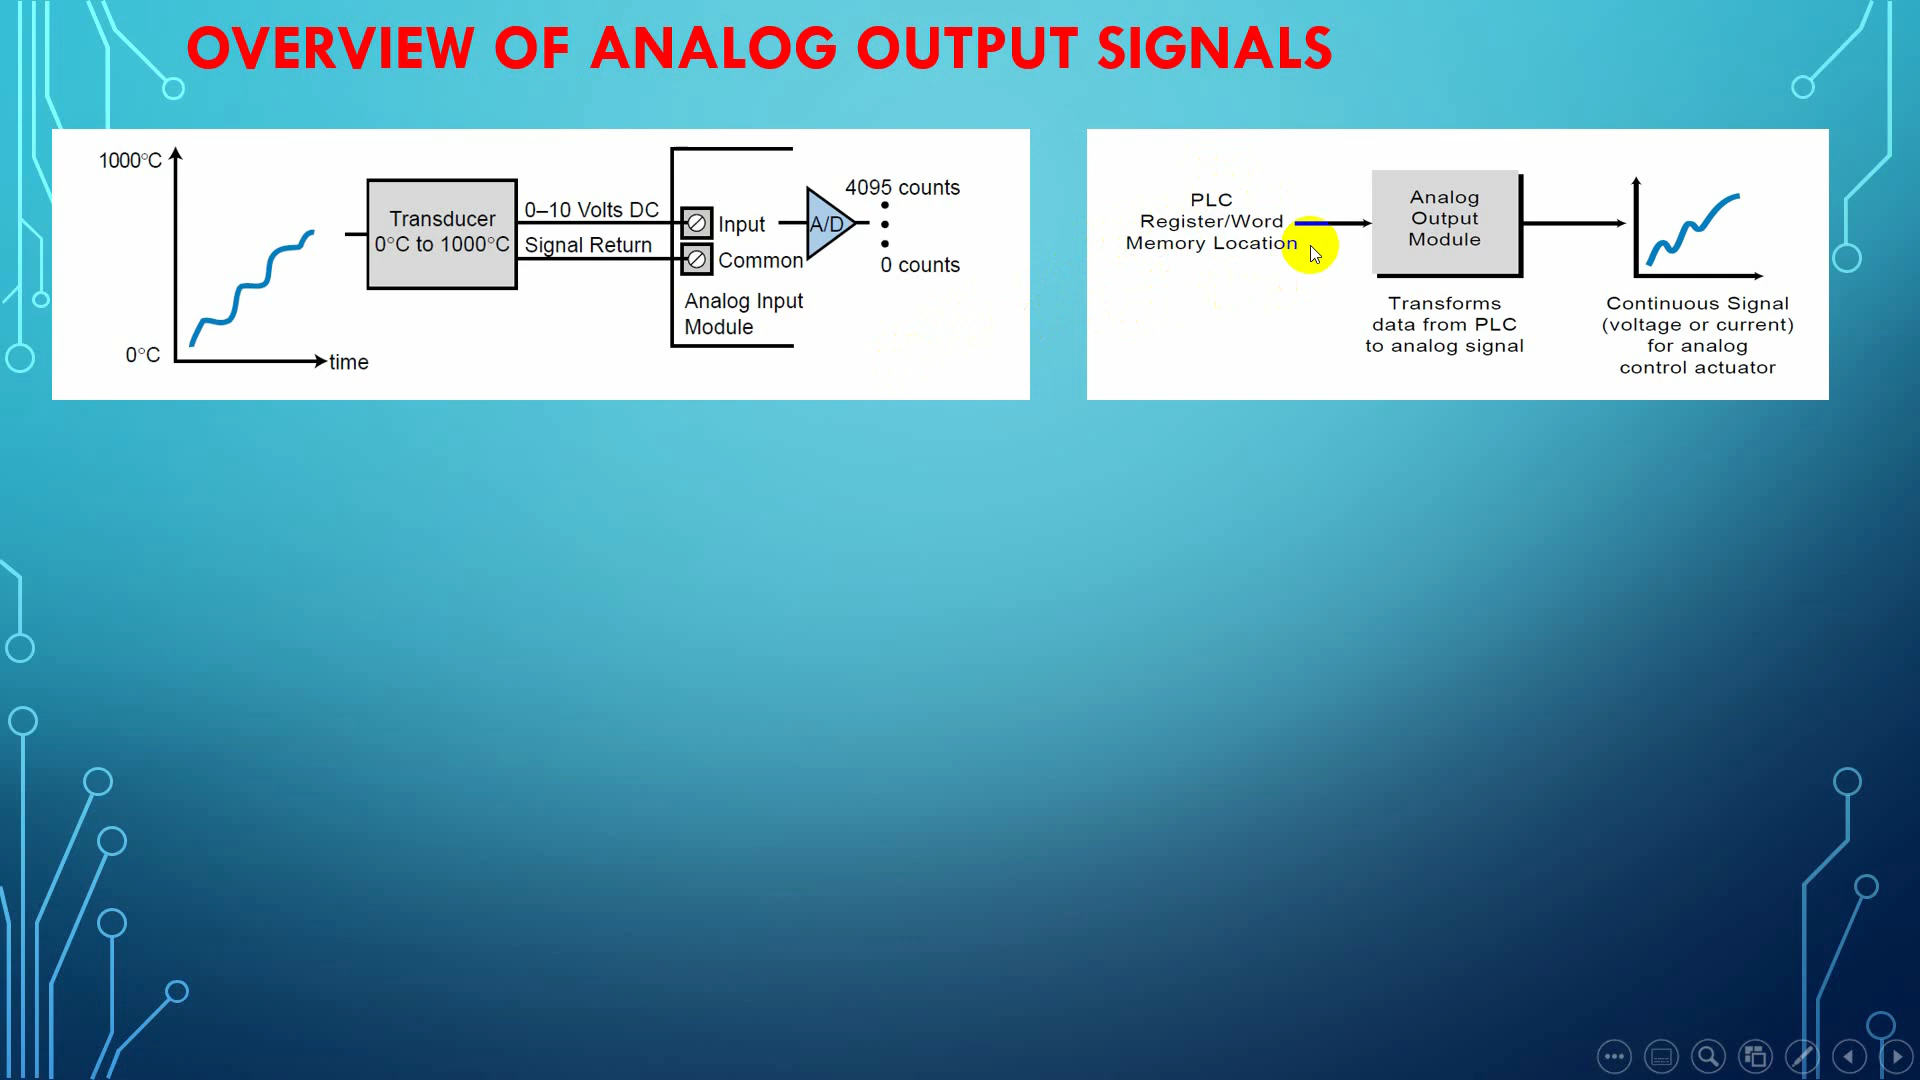 OVERVIEW OF ANALOG OUTPUT SIGNALS
1000°C
0°C
time
Transducer
0°C to 1000°C
0–10 Volts DC
Signal Return
Input
Common
Analog Input
Module
A/D
4095 counts
0 counts
PLC
Register/Word
Memory Location
Analog
Output
Module
Transforms
data from PLC
to analog signal
Continuous Signal
(voltage or current)
for analog
control actuator